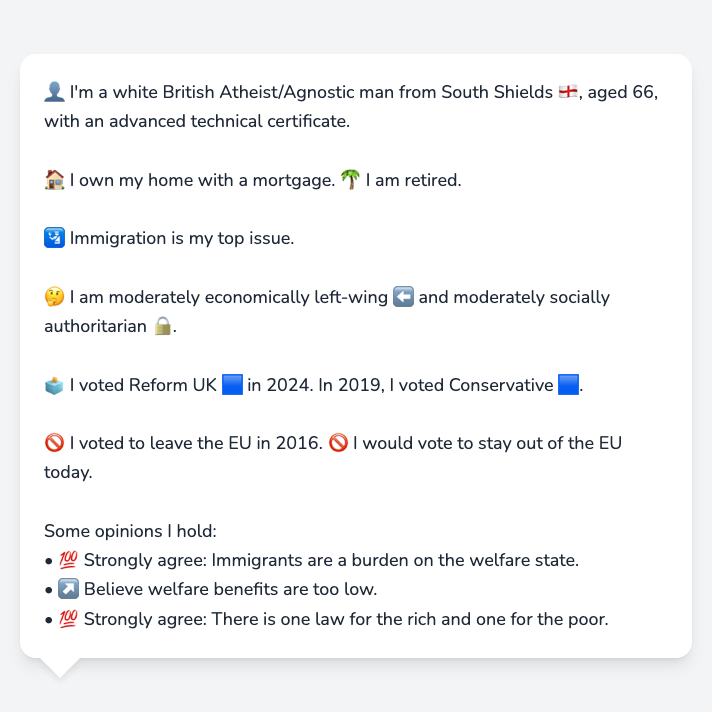 👤 I'm a white British Atheist/Agnostic man from South Shields 🏴󠁧󠁢󠁥󠁮󠁧󠁿, aged 66,
with an advanced technical certificate.
🏠 I own my home with a mortgage. 🌴 I am retired.
🛂 Immigration is my top issue.
🤔 I am moderately economically left-wing ⬅️ and moderately socially
authoritarian 🔒.
🗳️ I voted Reform UK 🟦 in 2024. In 2019, I voted Conservative 🟦.
🚫 I voted to leave the EU in 2016. 🚫 I would vote to stay out of the EU
today.
Some opinions I hold:
• 💯 Strongly agree: Immigrants are a burden on the welfare state.
• ↗️ Believe welfare benefits are too low.
• 💯 Strongly agree: There is one law for the rich and one for the poor.